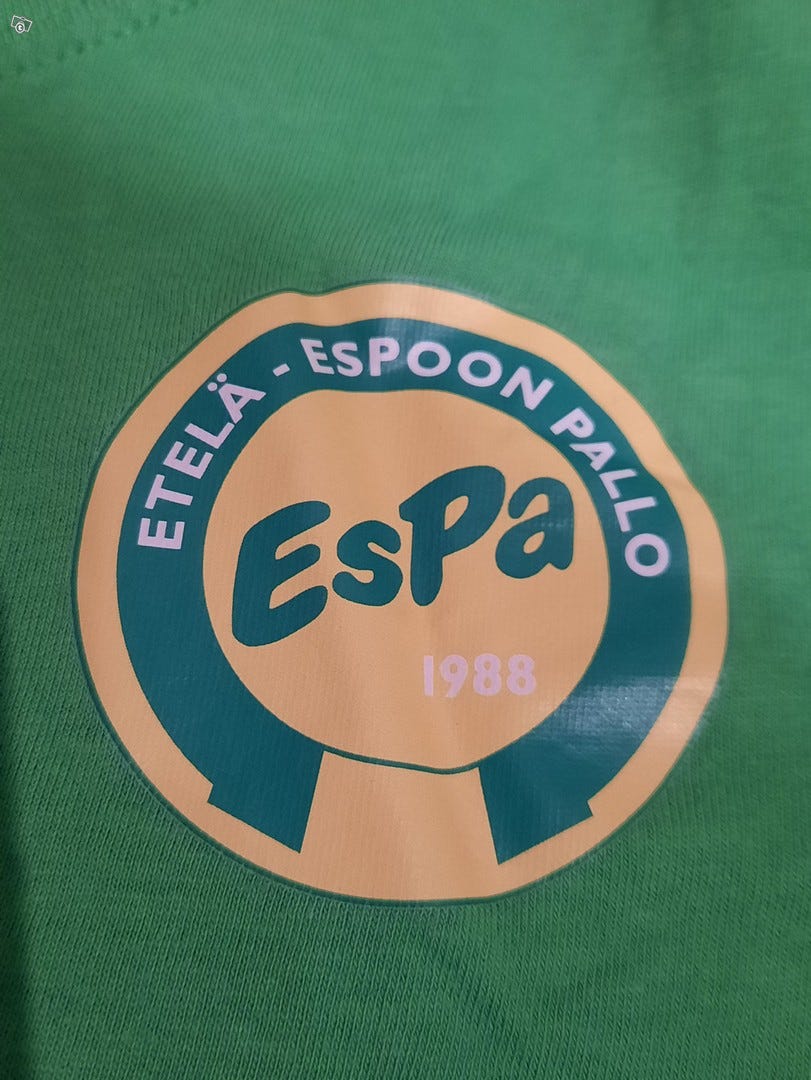 ETELÄ - ESPOON PALLO
EsPa
1988